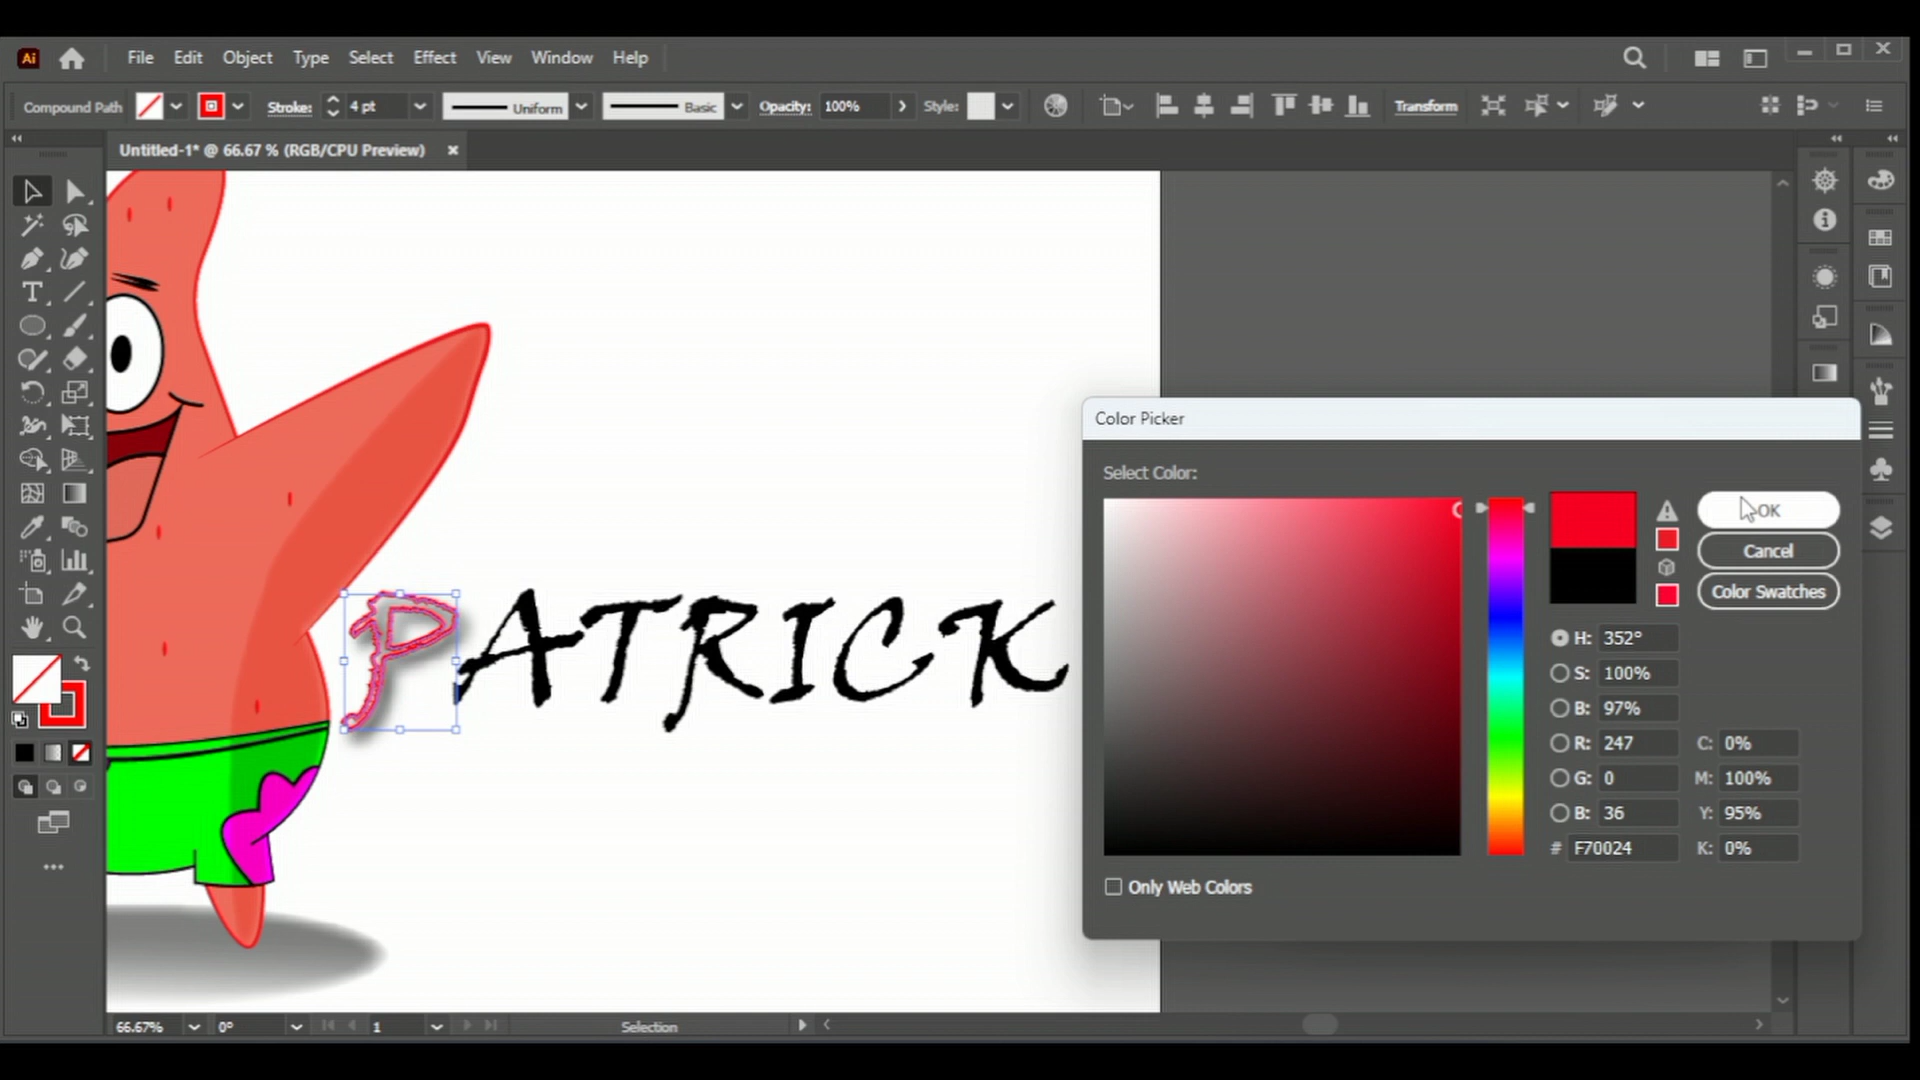 Ai File Edit Object Type Select Effect View Window Help
Compound Path Stroke: 4 pt Uniform Basic Opacity: 100% Style: Transform
Untitled-1* @ 66.67 % (RGB/CPU Preview) ×
PATRICK
Color Picker
Select Color:
OK
Cancel
Color Swatches
H: 352°
S: 100%
B: 97%
R: 247 C: 0%
G: 0 M: 100%
B: 36 Y: 95%
# F70024 K: 0%
Only Web Colors
66.67% 0° 1 Selection